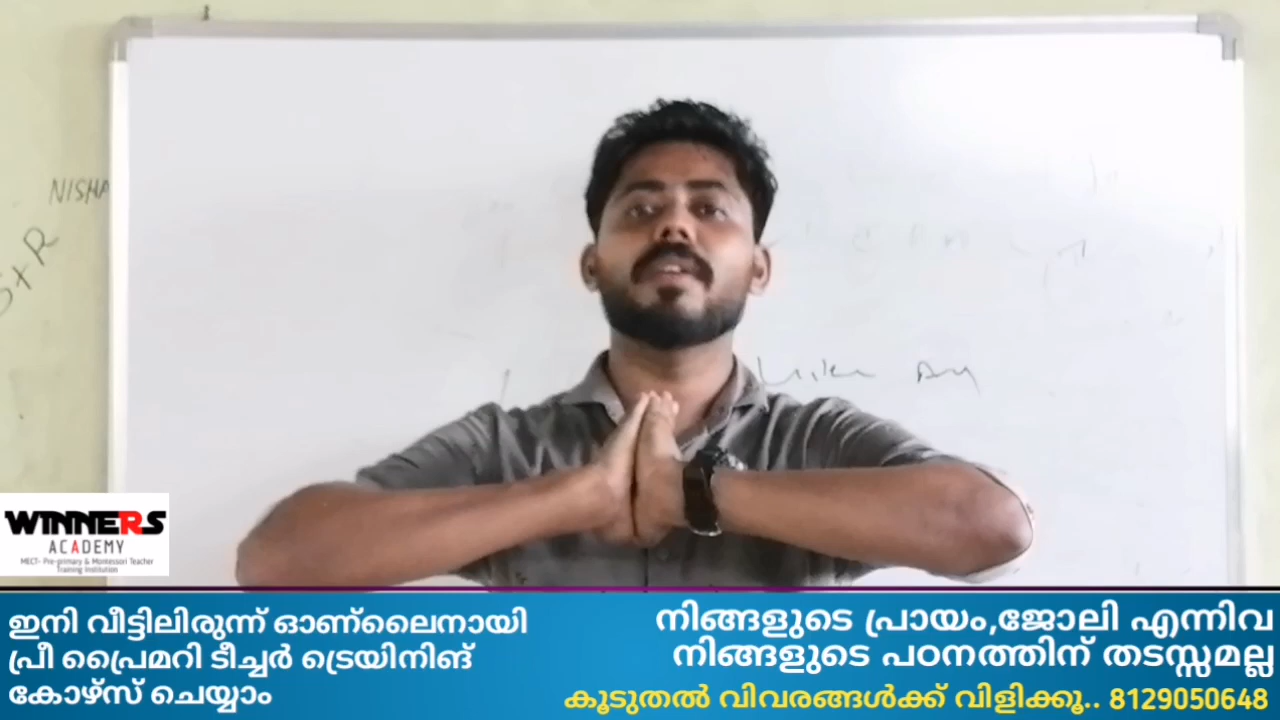 NISHA
S+R
WINNERS
ACADEMY
MECT- Pre-primary & Montessori Teacher
Training Institution
ഇനി വീട്ടിലിരുന്ന് ഓണ്ലൈനായി
പ്രീ പ്രൈമറി ടീച്ചർ ട്രെയിനിങ്
കോഴ്സ് ചെയ്യാം
നിങ്ങളുടെ പ്രായം,ജോലി എന്നിവ
നിങ്ങളുടെ പഠനത്തിന് തടസ്സമല്ല
കൂടുതൽ വിവരങ്ങൾക്ക് വിളിക്കൂ.. 8129050648